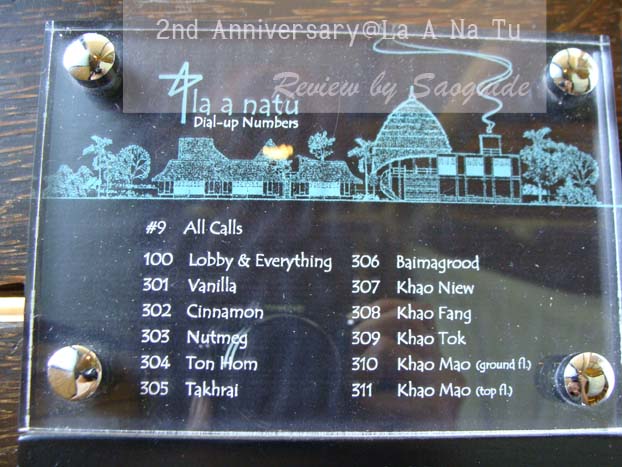 2nd Anniversary@La A Na Tu
Review by Saoguide
la a natu
Dial-up Numbers
#9 All Calls
100 Lobby & Everything
301 Vanilla
302 Cinnamon
303 Nutmeg
304 Ton Hom
305 Takhrai
306 Baimagrood
307 Khao Niew
308 Khao Fang
309 Khao Tok
310 Khao Mao (ground fl.)
311 Khao Mao (top fl.)